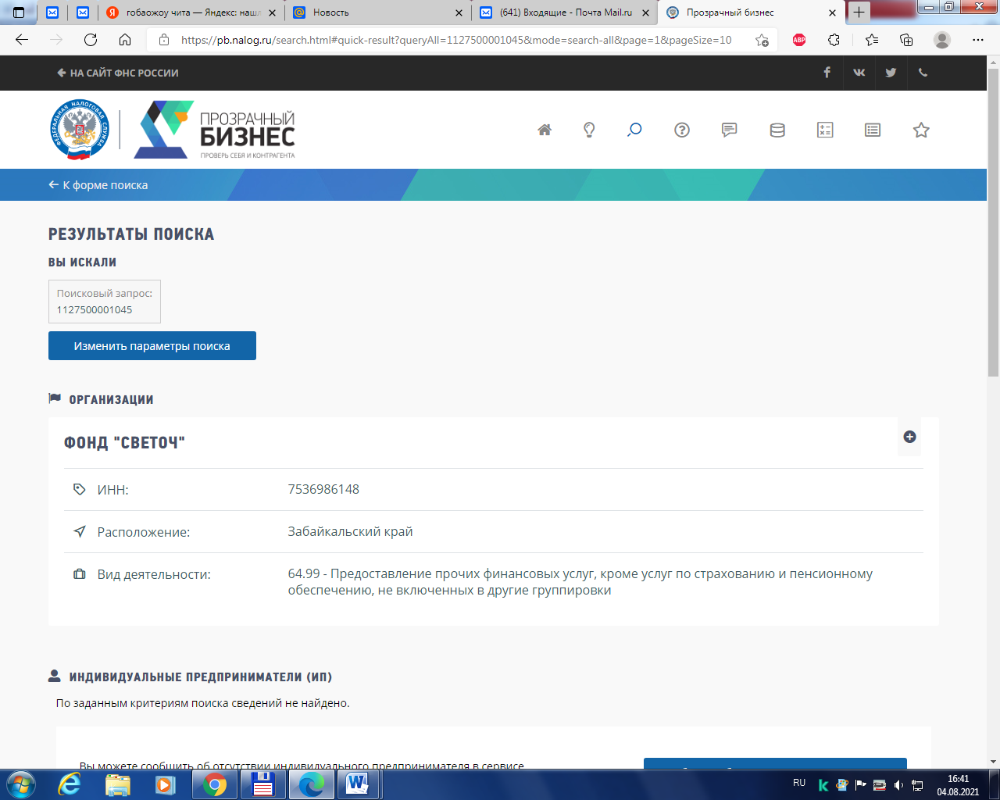 гобаожоу чита — Яндекс: наш
Новость
(641) Входящие - Почта Mail.ru
Прозрачный бизнес
https://pb.nalog.ru/search.html#quick-result?queryAll=1127500001045&mode=search-all&page=1&pageSize=10
ABP
НА САЙТ ФНС РОССИИ
ФЕДЕРАЛЬНАЯ НАЛОГОВАЯ СЛУЖБА
ПРОЗРАЧНЫЙ
БИЗНЕС
ПРОВЕРЬ СЕБЯ И КОНТРАГЕНТА
К форме поиска
РЕЗУЛЬТАТЫ ПОИСКА
ВЫ ИСКАЛИ
Поисковый запрос:
1127500001045
Изменить параметры поиска
ОРГАНИЗАЦИИ
ФОНД "СВЕТОЧ"
ИНН: 7536986148
Расположение: Забайкальский край
Вид деятельности: 64.99 - Предоставление прочих финансовых услуг, кроме услуг по страхованию и пенсионному
обеспечению, не включенных в другие группировки
ИНДИВИДУАЛЬНЫЕ ПРЕДПРИНИМАТЕЛИ (ИП)
По заданным критериям поиска сведений не найдено.
Вы можете сообщить об отсутствии индивидуального предпринимателя в сервисе
RU
16:41
04.08.2021